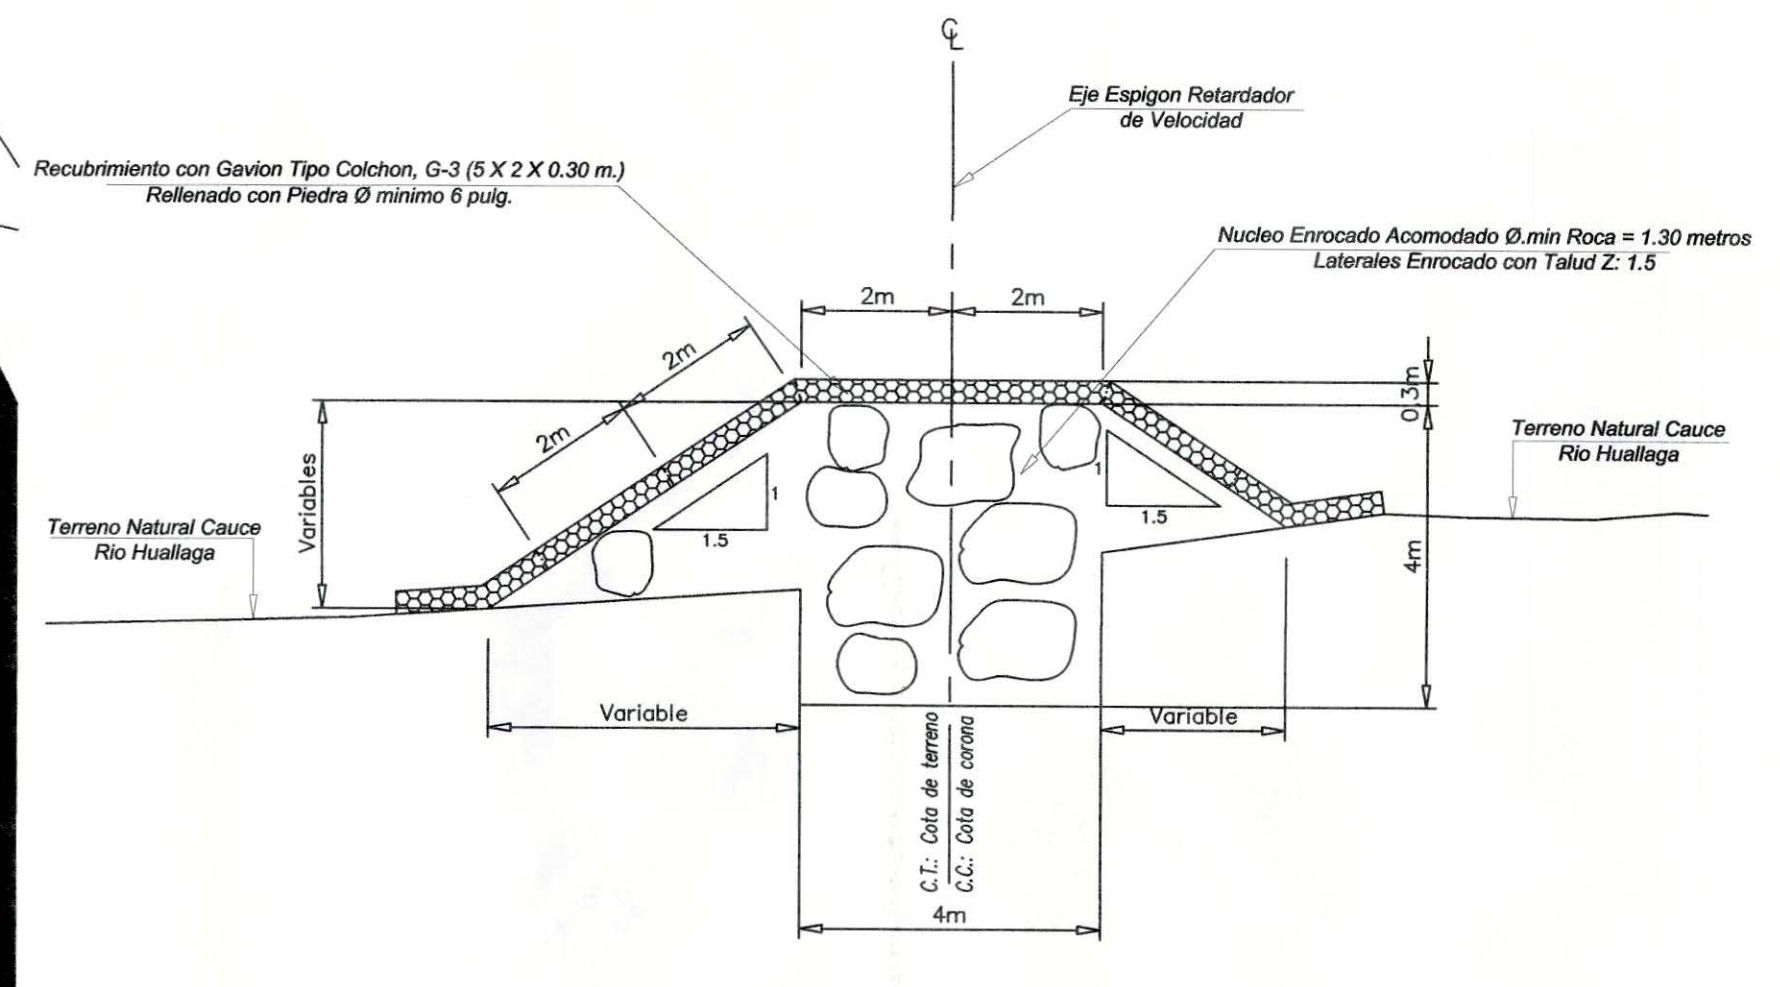 ℄
Eje Espigon Retardador
de Velocidad
Recubrimiento con Gavion Tipo Colchon, G-3 (5 X 2 X 0.30 m.)
Rellenado con Piedra Ø minimo 6 pulg.
Nucleo Enrocado Acomodado Ø.min Roca = 1.30 metros
Laterales Enrocado con Talud Z: 1.5
2m
2m
2m
2m
0.3m
Terreno Natural Cauce
Rio Huallaga
Variables
1
1.5
1
1.5
Terreno Natural Cauce
Rio Huallaga
4m
Variable
Variable
C.T.: Cota de terreno
C.C.: Cota de corona
4m